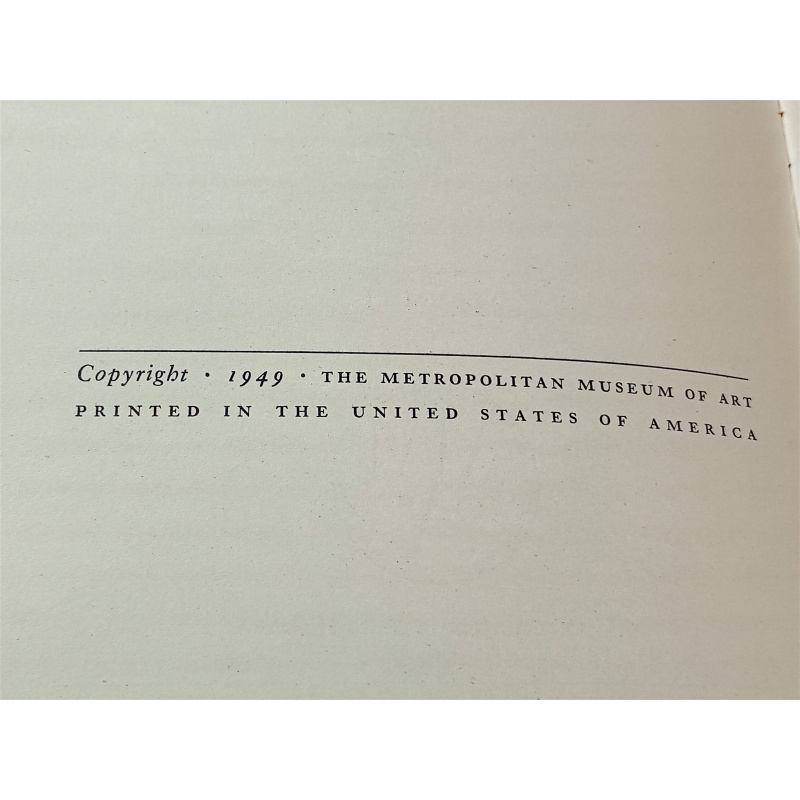 Copyright · 1949 · THE METROPOLITAN MUSEUM OF ART
PRINTED IN THE UNITED STATES OF AMERICA